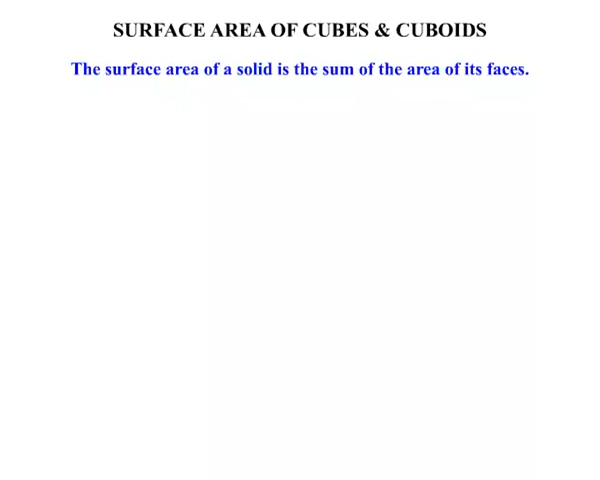 SURFACE AREA OF CUBES & CUBOIDS
The surface area of a solid is the sum of the area of its faces.